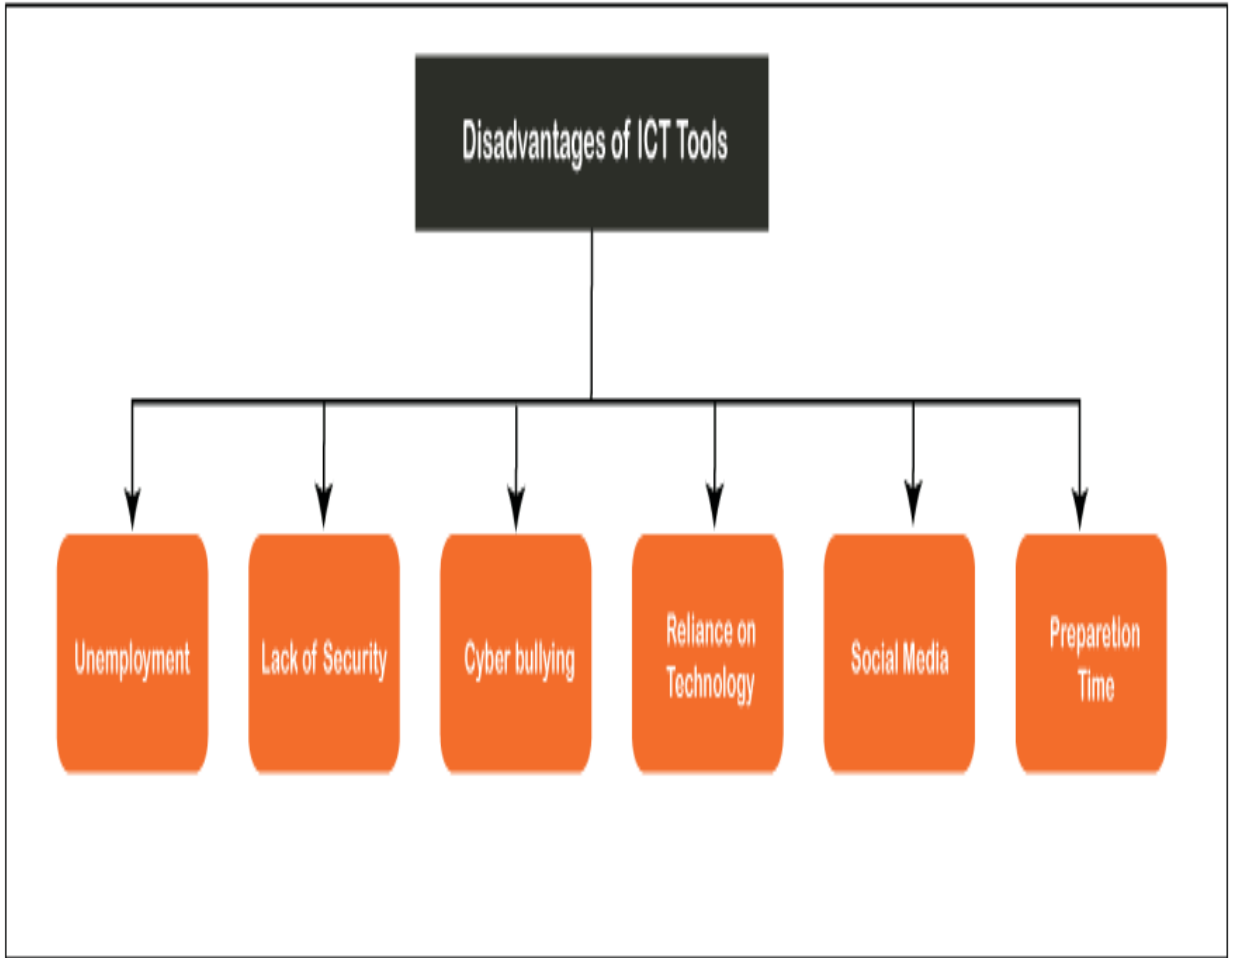 Disadvantages of ICT Tools
Unemployment
Lack of Security
Cyber bullying
Reliance on
Technology
Social Media
Preparetion
Time